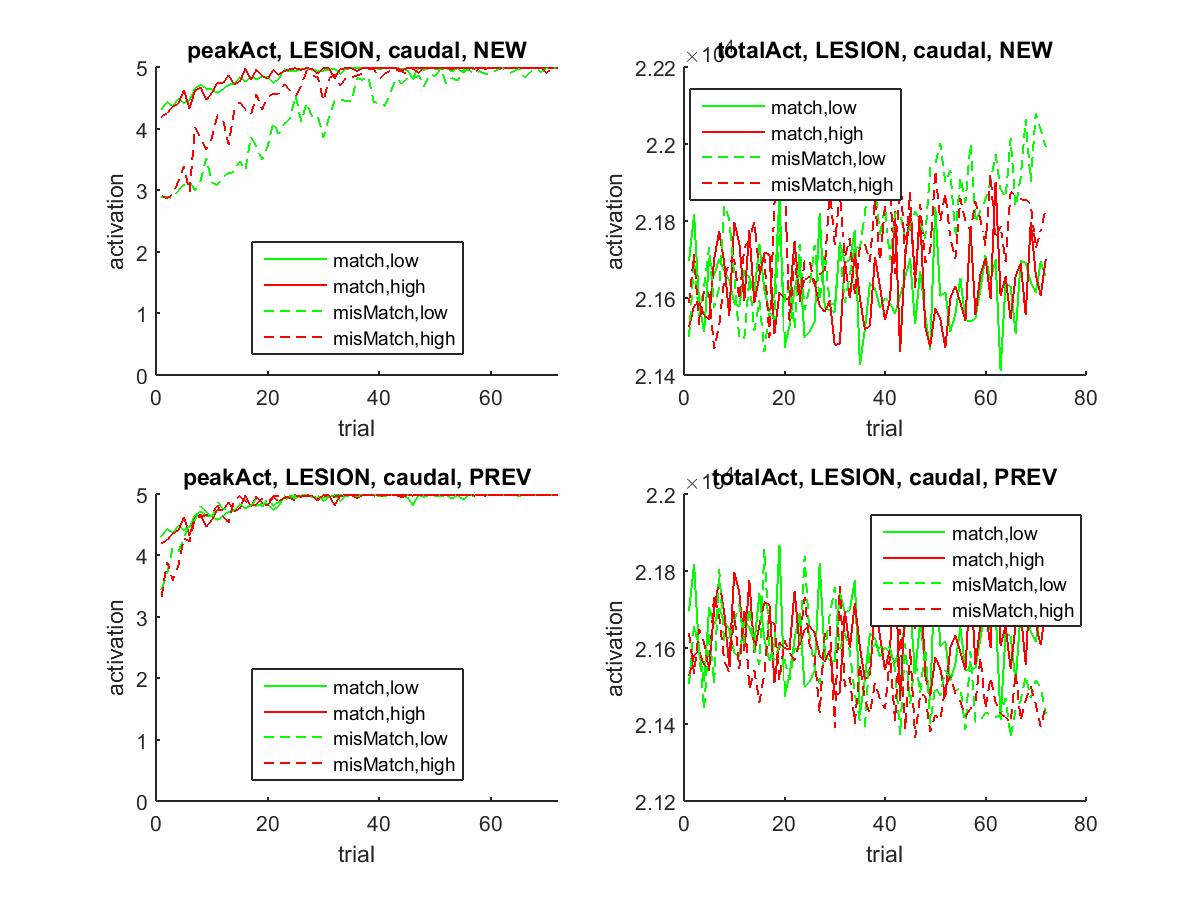 peakAct, LESION, caudal, NEW
5
4
3
2
1
0
activation
match,low
match,high
misMatch,low
misMatch,high
0 20 40 60
trial
totalAct, LESION, caudal, NEW
×10⁴
2.22
2.2
2.18
2.16
2.14
activation
match,low
match,high
misMatch,low
misMatch,high
0 20 40 60 80
trial
peakAct, LESION, caudal, PREV
5
4
3
2
1
0
activation
match,low
match,high
misMatch,low
misMatch,high
0 20 40 60
trial
totalAct, LESION, caudal, PREV
×10⁴
2.2
2.18
2.16
2.14
2.12
activation
match,low
match,high
misMatch,low
misMatch,high
0 20 40 60 80
trial